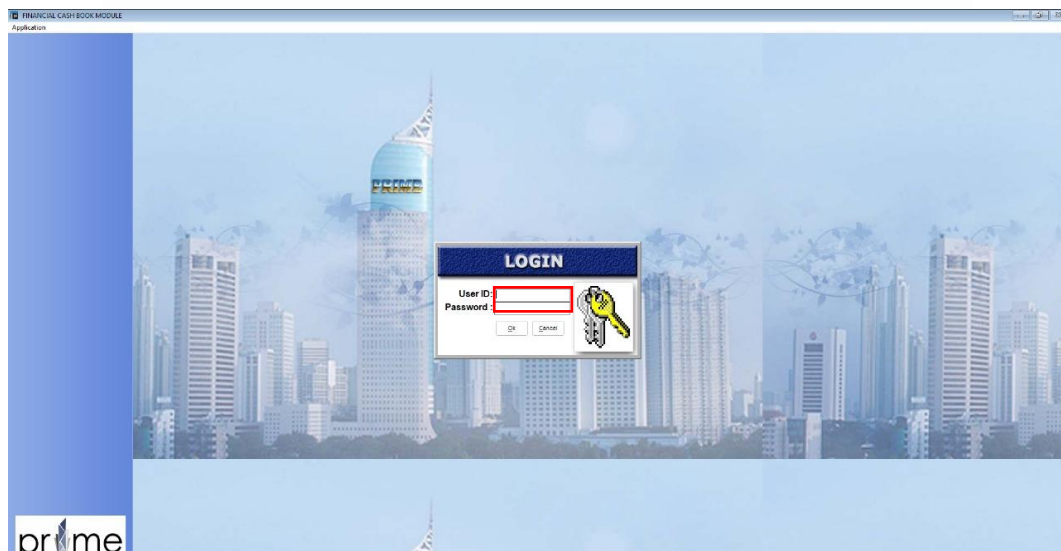 FINANCIAL CASH BOOK MODULE
Application
PRIME
LOGIN
User ID:
Password :
Ok Cancel
prime